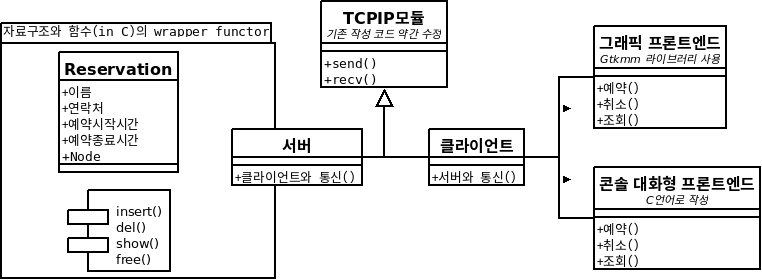 자료구조와 함수(in C)의 wrapper functor
Reservation
+이름
+연락처
+예약시작시간
+예약종료시간
+Node
insert()
del()
show()
free()
TCPIP모듈
기존 작성 코드 약간 수정
+send()
+recv()
서버
+클라이언트와 통신()
클라이언트
+서버와 통신()
그래픽 프론트엔드
Gtkmm 라이브러리 사용
+예약()
+취소()
+조회()
콘솔 대화형 프론트엔드
C언어로 작성
+예약()
+취소()
+조회()